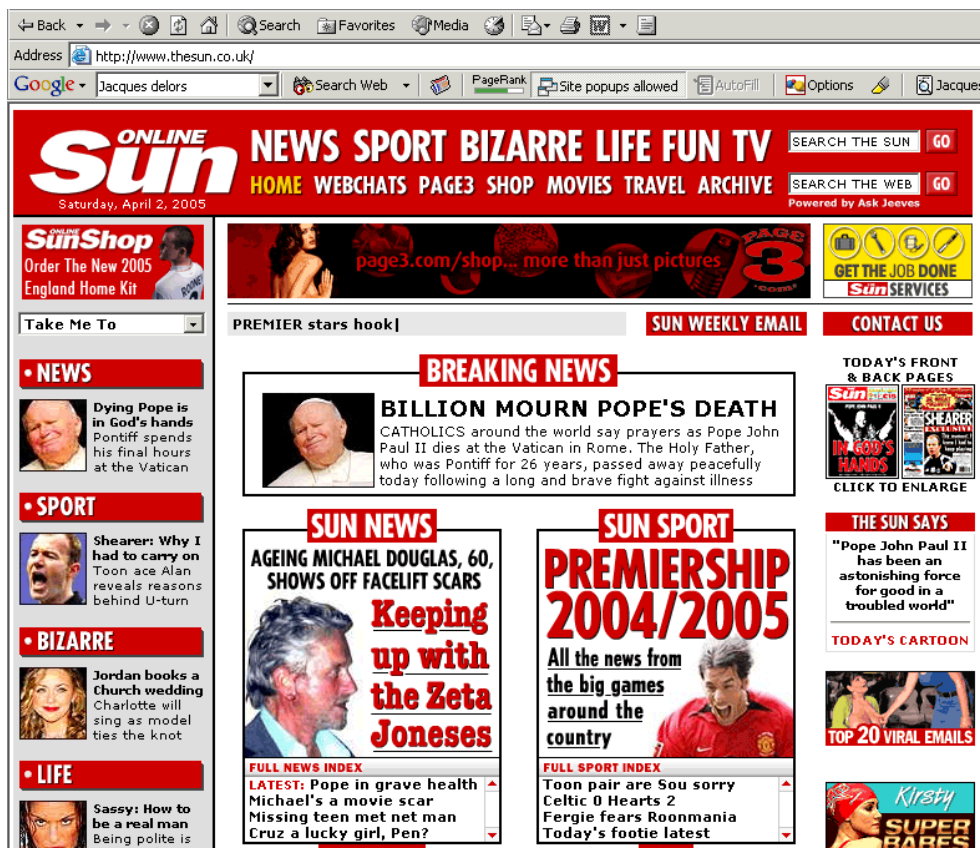 Back
Search
Favorites
Media
Address
http://www.thesun.co.uk/
Google
Jacques delors
Search Web
PageRank
Site popups allowed
AutoFill
Options
Jacques
ONLINE
Sun
Saturday, April 2, 2005
NEWS SPORT BIZARRE LIFE FUN TV
HOME WEBCHATS PAGE3 SHOP MOVIES TRAVEL ARCHIVE
SEARCH THE SUN GO
SEARCH THE WEB GO
Powered by Ask Jeeves
ONLINE
SunShop
Order The New 2005
England Home Kit
ROONEY
page3.com/shop... more than just pictures
PAGE
3
.com
GET THE JOB DONE
Sun SERVICES
Take Me To
PREMIER stars hook
SUN WEEKLY EMAIL
CONTACT US
• NEWS
Dying Pope is
in God's hands
Pontiff spends
his final hours
at the Vatican
• SPORT
Shearer: Why I
had to carry on
Toon ace Alan
reveals reasons
behind U-turn
• BIZARRE
Jordan books a
Church wedding
Charlotte will
sing as model
ties the knot
• LIFE
Sassy: How to
be a real man
Being polite is
BREAKING NEWS
BILLION MOURN POPE'S DEATH
CATHOLICS around the world say prayers as Pope John
Paul II dies at the Vatican in Rome. The Holy Father,
who was Pontiff for 26 years, passed away peacefully
today following a long and brave fight against illness
SUN NEWS
AGEING MICHAEL DOUGLAS, 60,
SHOWS OFF FACELIFT SCARS
Keeping
up with
the Zeta
Joneses
FULL NEWS INDEX
LATEST: Pope in grave health
Michael's a movie scar
Missing teen met net man
Cruz a lucky girl, Pen?
SUN SPORT
PREMIERSHIP
2004/2005
All the news from
the big games
around the
country
FULL SPORT INDEX
Toon pair are Sou sorry
Celtic 0 Hearts 2
Fergie fears Roonmania
Today's footie latest
TODAY'S FRONT
& BACK PAGES
Sun
POPE JOHN PAUL II
IN GOD'S
HANDS
SHEARER
EXCLUSIVE
CLICK TO ENLARGE
THE SUN SAYS
"Pope John Paul II
has been an
astonishing force
for good in a
troubled world"
TODAY'S CARTOON
TOP 20 VIRAL EMAILS
Kirsty
SUPER
BABES